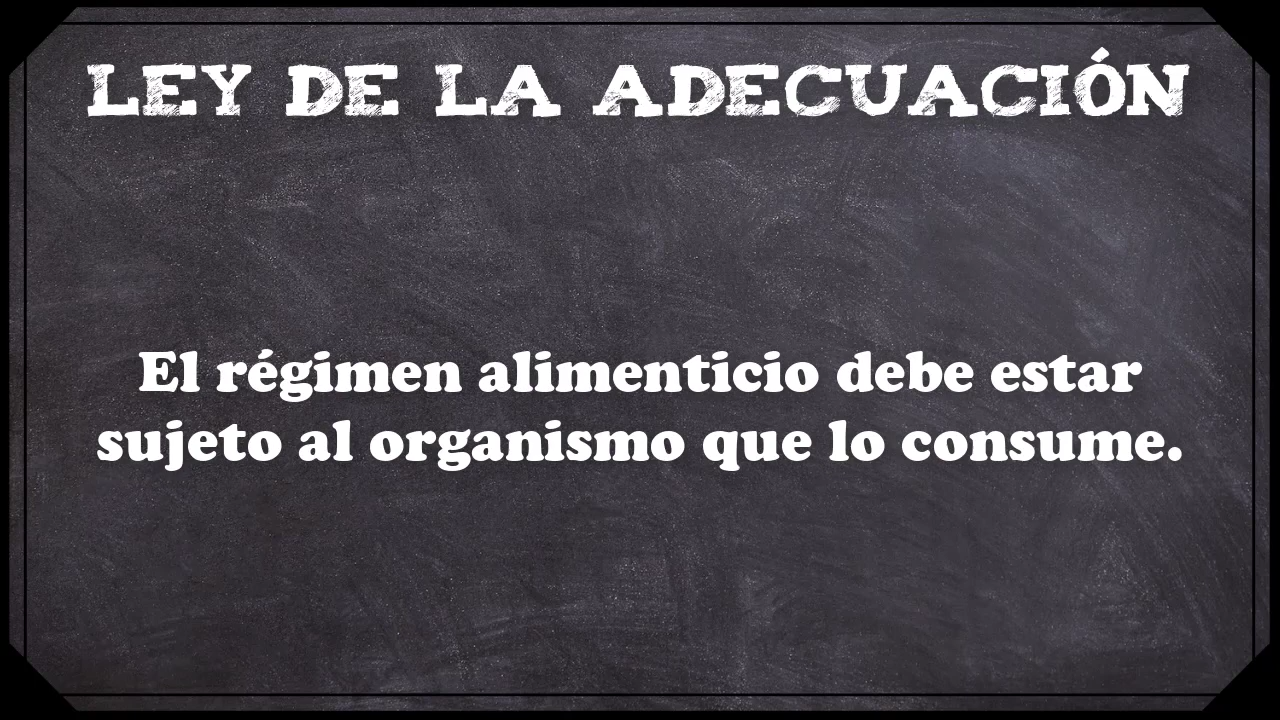 LEY DE LA ADECUACIÓN
El régimen alimenticio debe estar
sujeto al organismo que lo consume.